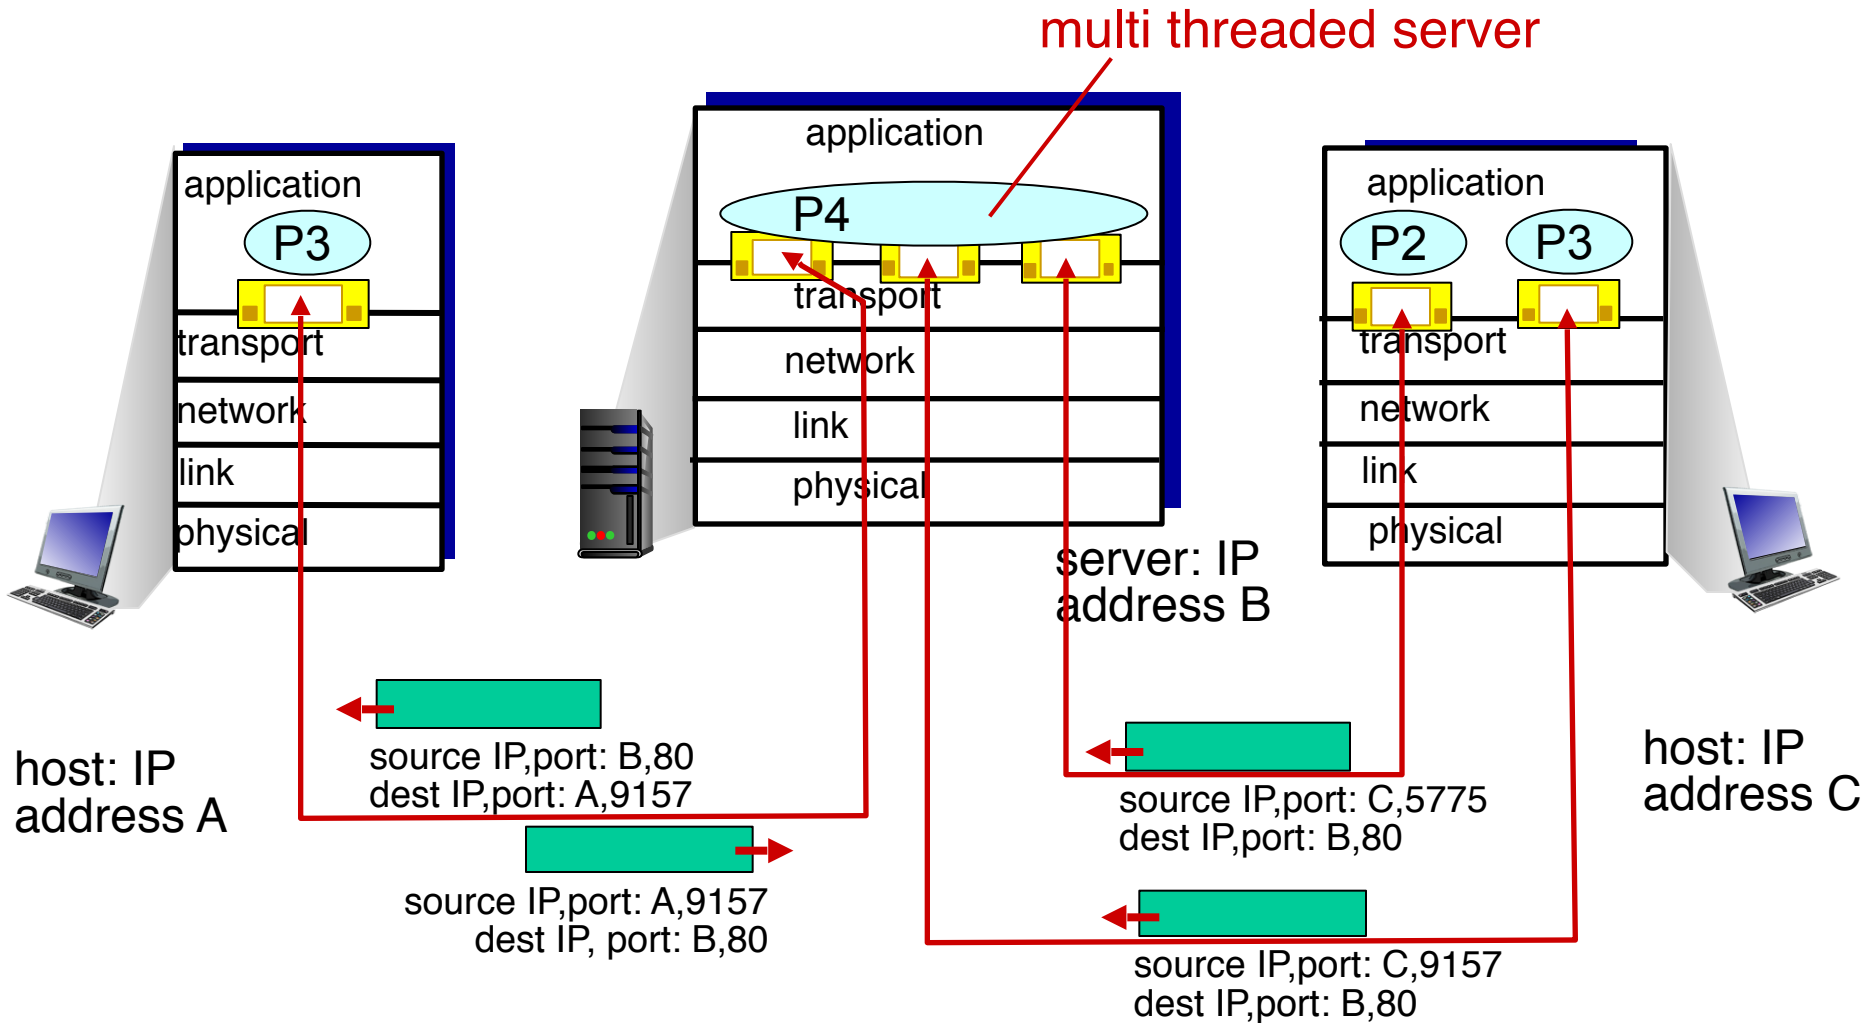 multi threaded server
application
P3
transport
network
link
physical
application
P4
transport
network
link
physical
application
P2
P3
transport
network
link
physical
server: IP
address B
host: IP
address A
source IP,port: B,80
dest IP,port: A,9157
source IP,port: A,9157
dest IP, port: B,80
source IP,port: C,5775
dest IP,port: B,80
source IP,port: C,9157
dest IP,port: B,80
host: IP
address C